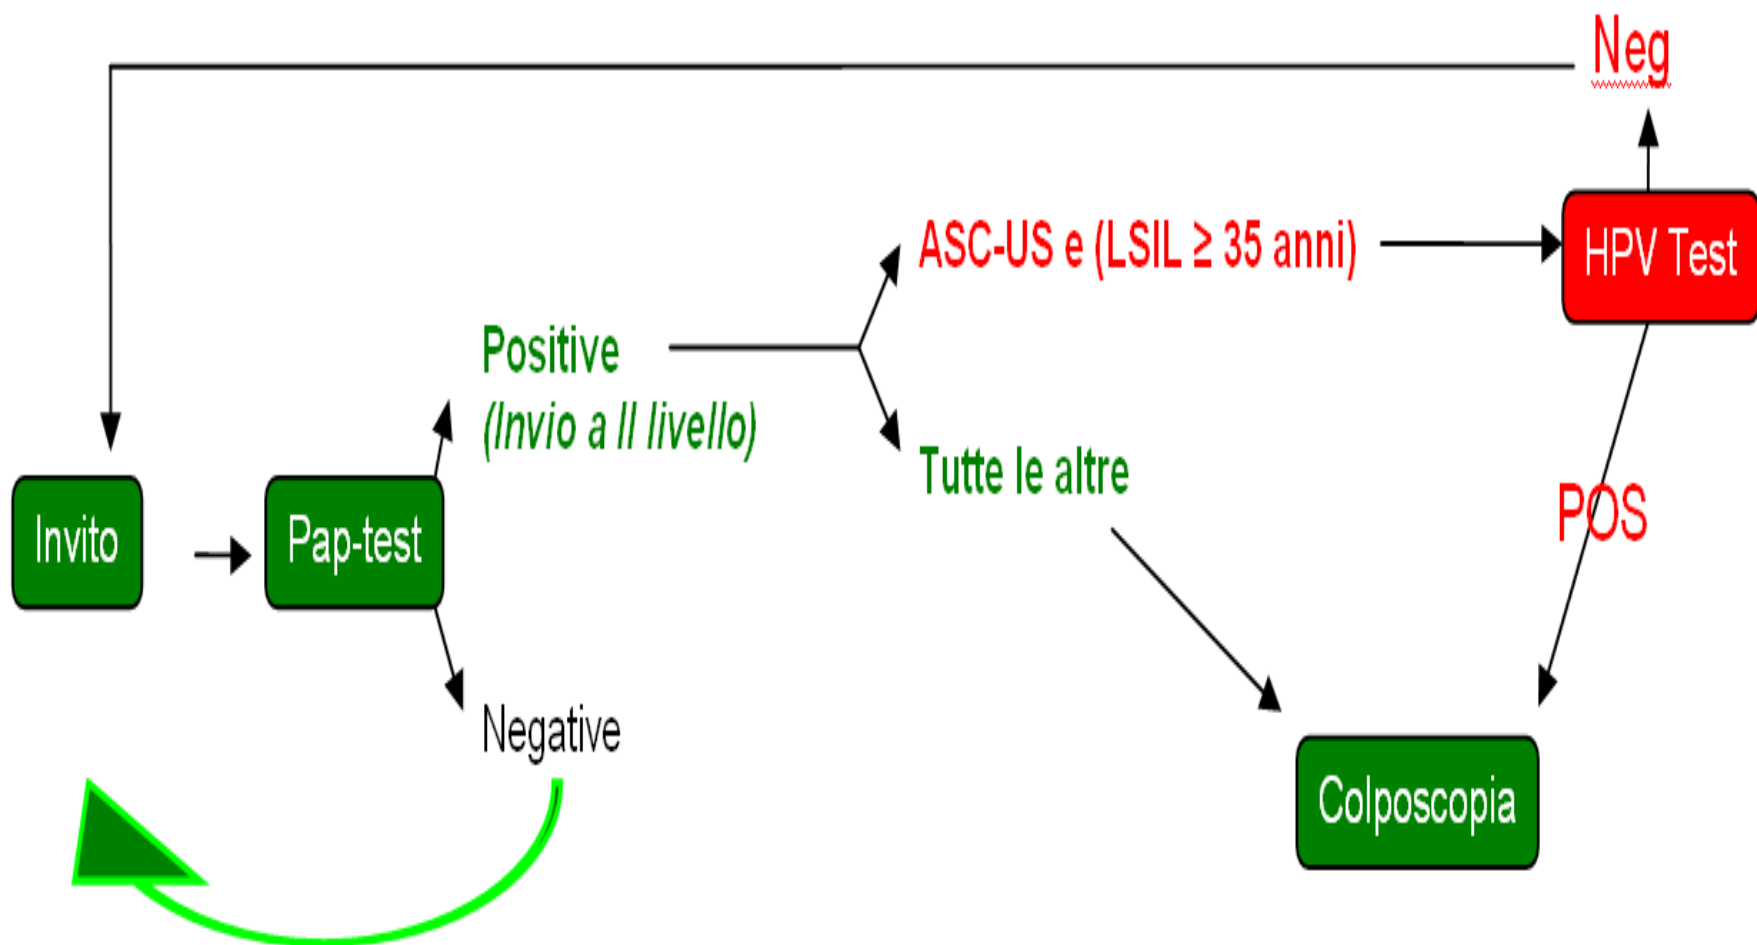 Neg
ASC-US e (LSIL ≥ 35 anni)
HPV Test
Positive
(Invio a II livello)
Tutte le altre
POS
Invito
Pap-test
Negative
Colposcopia